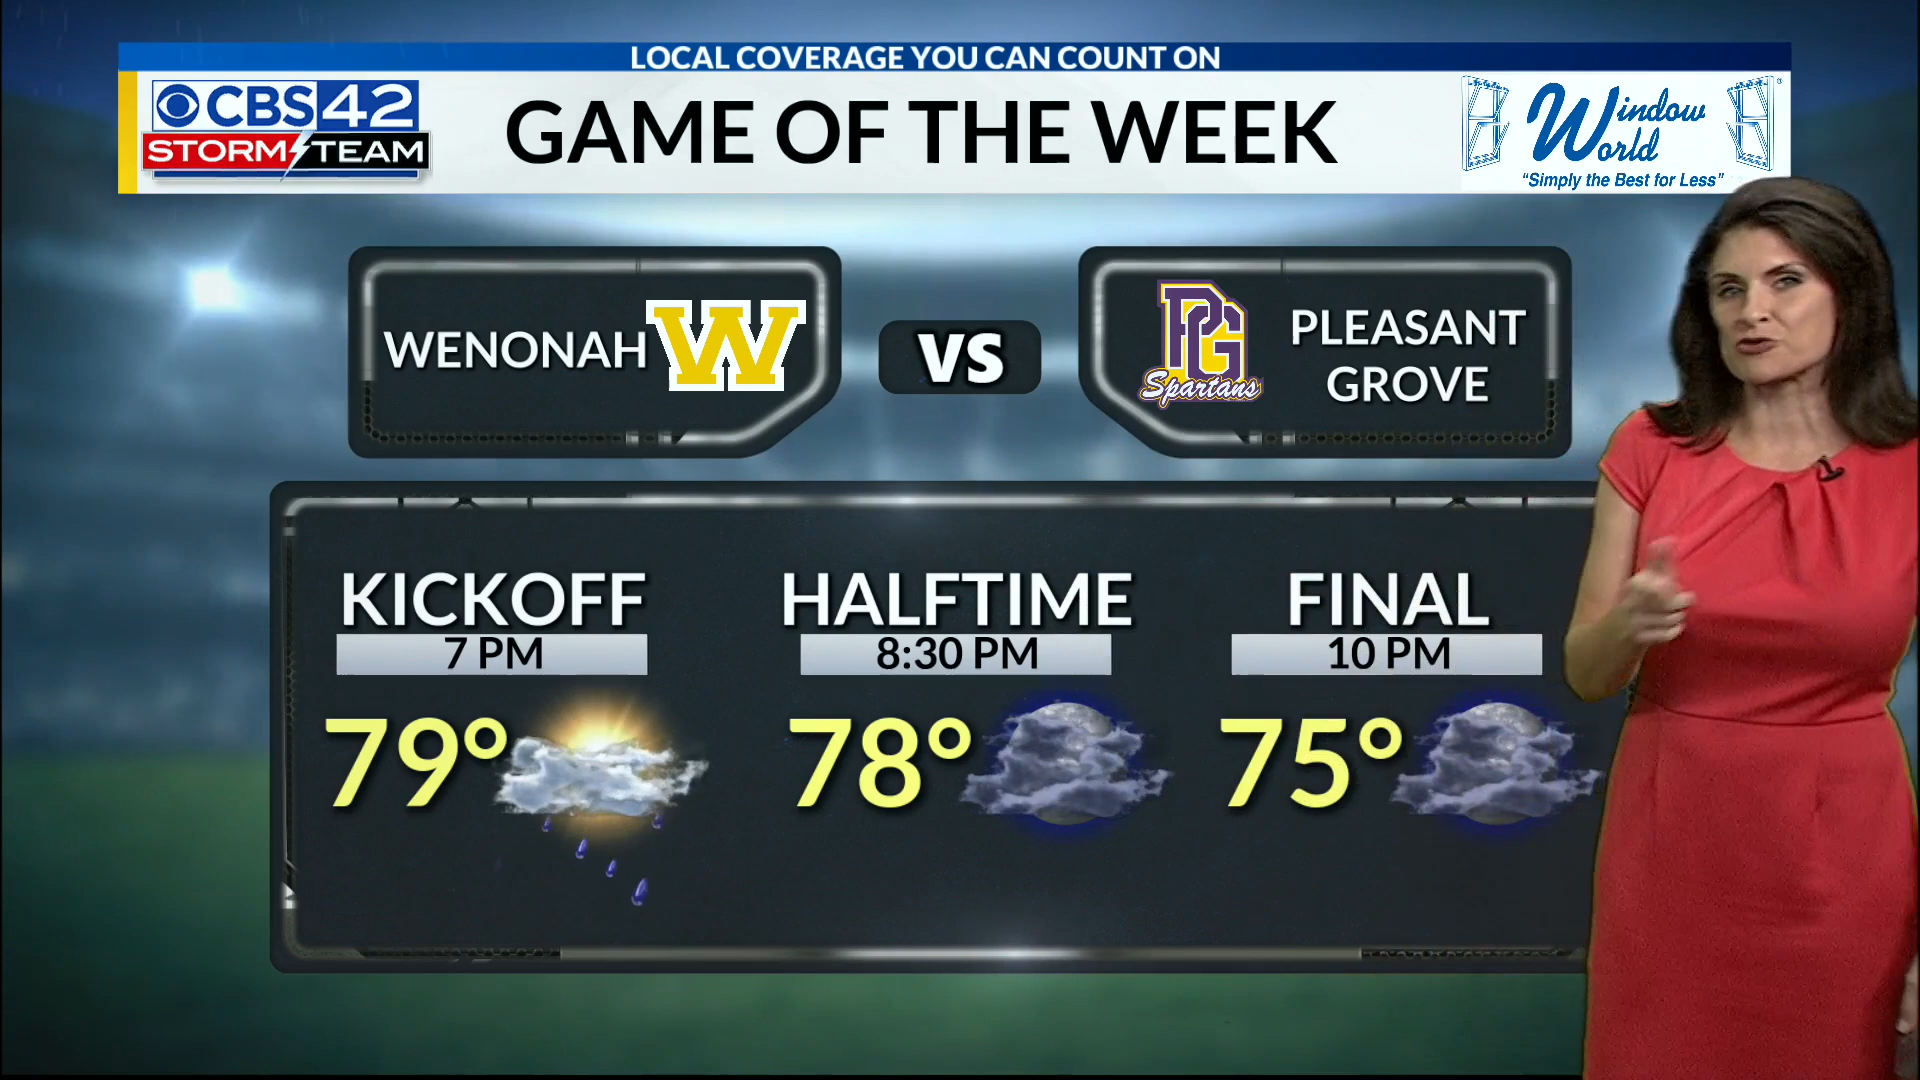 LOCAL COVERAGE YOU CAN COUNT ON
CBS 42
STORM TEAM
GAME OF THE WEEK
Window
World
®
"Simply the Best for Less"
WENONAH
W
VS
PG
Spartans
PLEASANT
GROVE
KICKOFF
7 PM
79°
HALFTIME
8:30 PM
78°
FINAL
10 PM
75°